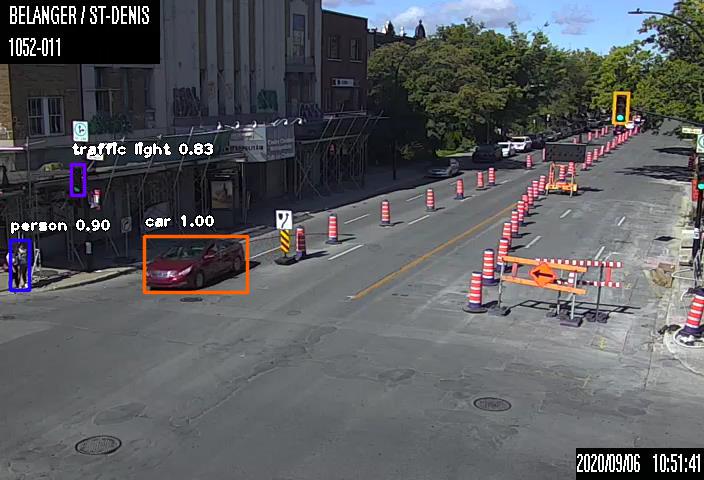 BELANGER / ST-DENIS
1052-011
traffic light 0.83
person 0.90
car 1.00
2020/09/06 10:51:41